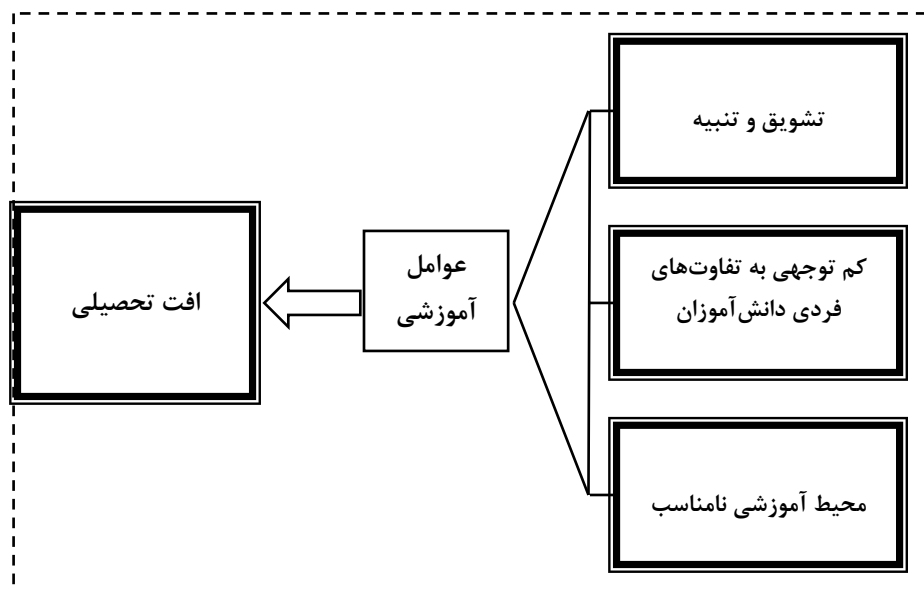 تشویق و تنبیه
کم توجهی به تفاوت‌های
فردی دانش‌آموزان
محیط آموزشی نامناسب
عوامل
آموزشی
افت تحصیلی